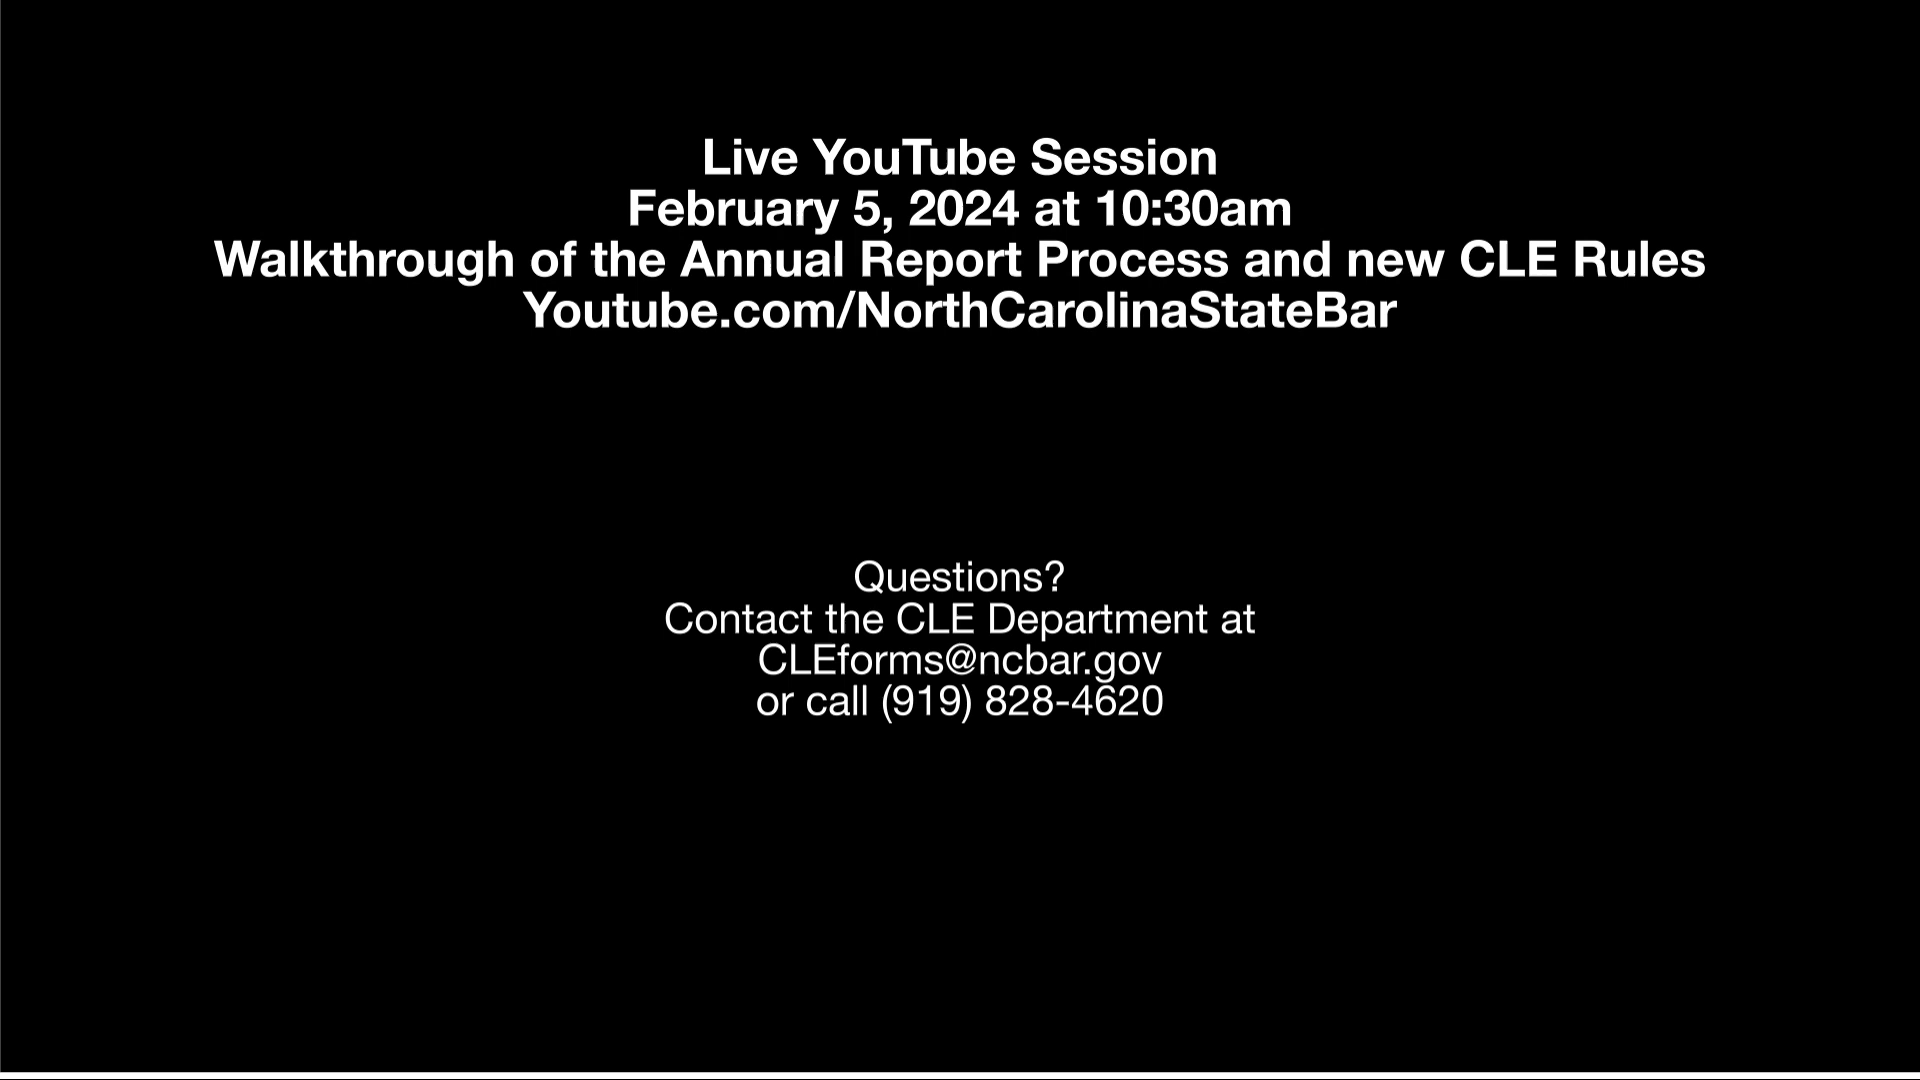 Live YouTube Session
February 5, 2024 at 10:30am
Walkthrough of the Annual Report Process and new CLE Rules
Youtube.com/NorthCarolinaStateBar
Questions?
Contact the CLE Department at
CLEforms@ncbar.gov
or call (919) 828-4620